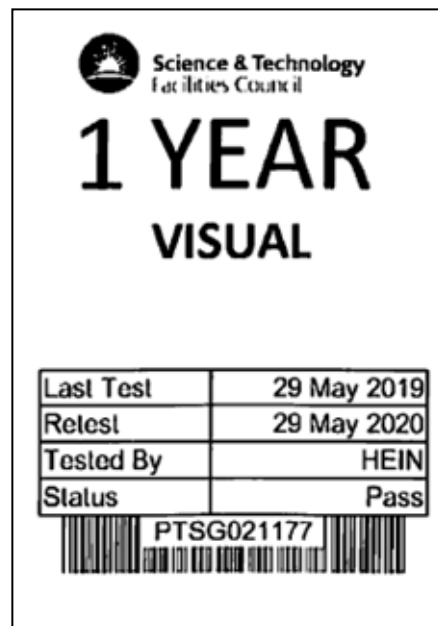 Science & Technology
Facilities Council
1 YEAR
VISUAL
Last Test 29 May 2019
Retest 29 May 2020
Tested By HEIN
Status Pass
PTSG021177